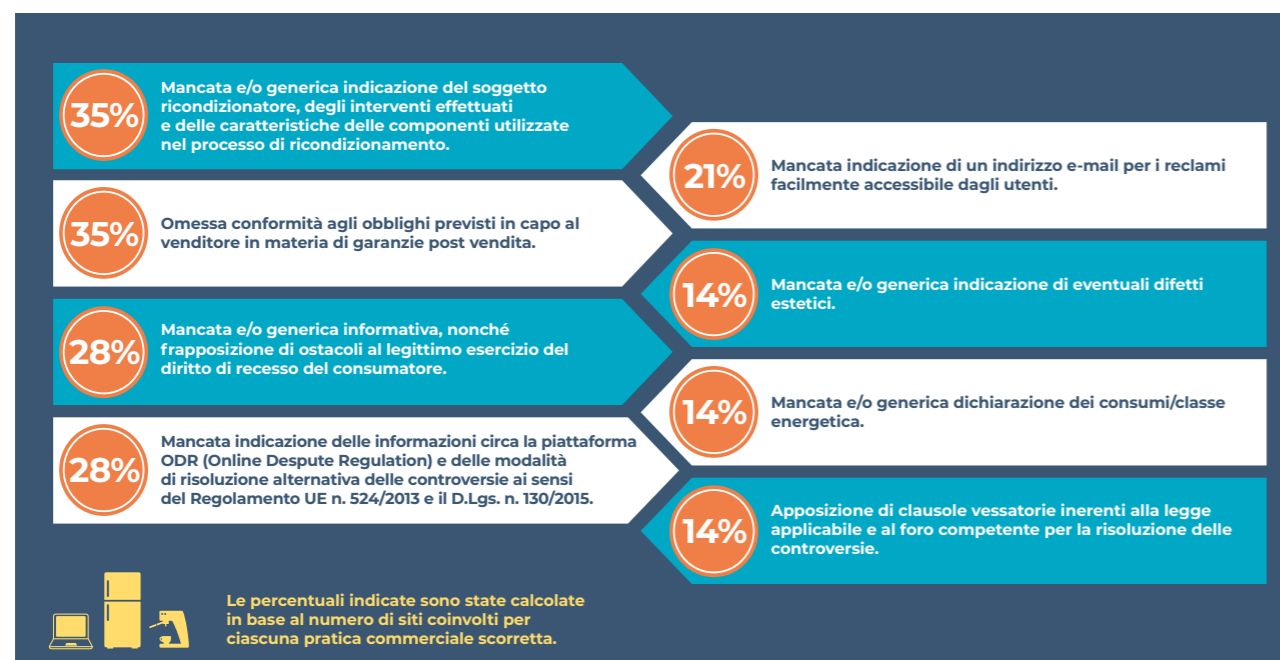 35%
Mancata e/o generica indicazione del soggetto
ricondizionatore, degli interventi effettuati
e delle caratteristiche delle componenti utilizzate
nel processo di ricondizionamento.
35%
Omessa conformità agli obblighi previsti in capo al
venditore in materia di garanzie post vendita.
28%
Mancata e/o generica informativa, nonché
frapposizione di ostacoli al legittimo esercizio del
diritto di recesso del consumatore.
28%
Mancata indicazione delle informazioni circa la piattaforma
ODR (Online Despute Regulation) e delle modalità
di risoluzione alternativa delle controversie ai sensi
del Regolamento UE n. 524/2013 e il D.Lgs. n. 130/2015.
21%
Mancata indicazione di un indirizzo e-mail per i reclami
facilmente accessibile dagli utenti.
14%
Mancata e/o generica indicazione di eventuali difetti
estetici.
14%
Mancata e/o generica dichiarazione dei consumi/classe
energetica.
14%
Apposizione di clausole vessatorie inerenti alla legge
applicabile e al foro competente per la risoluzione delle
controversie.
Le percentuali indicate sono state calcolate
in base al numero di siti coinvolti per
ciascuna pratica commerciale scorretta.